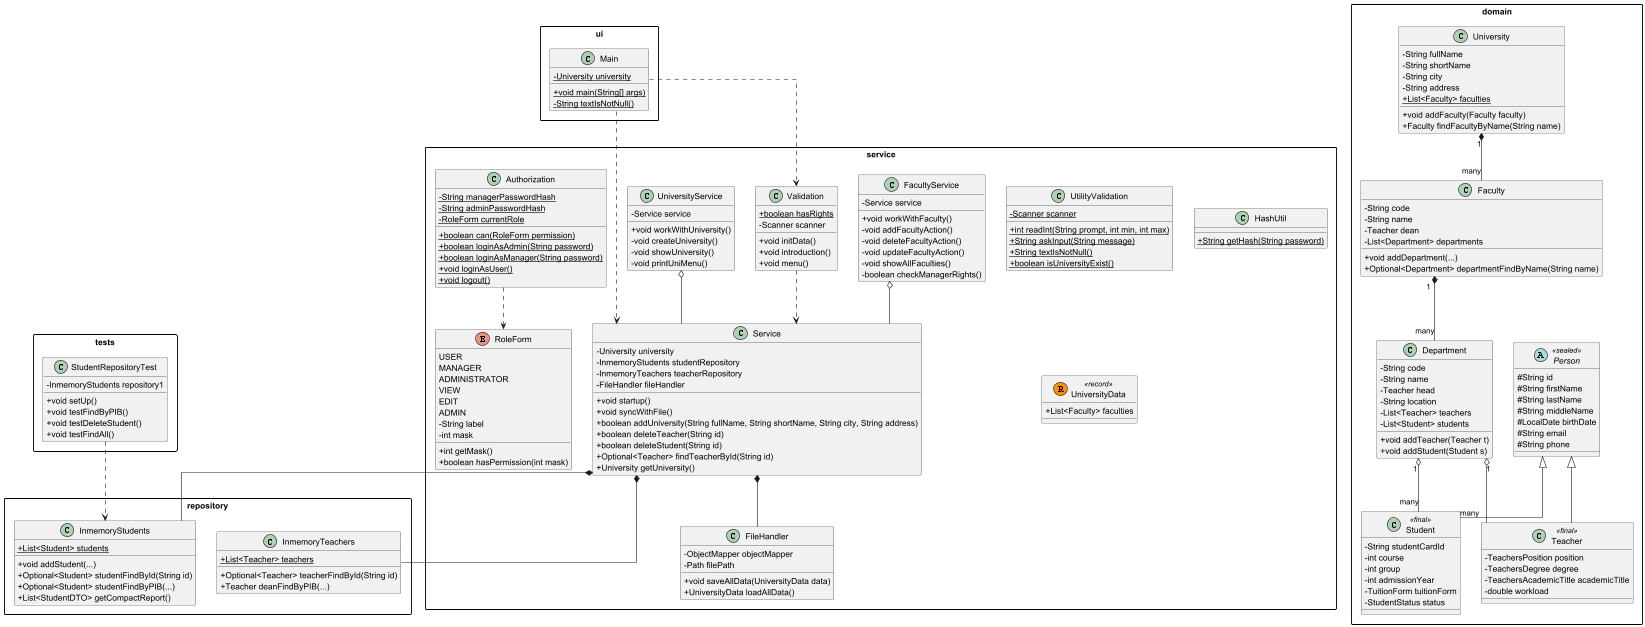 ui
C Main
-University university
+void main(String[] args)
-String textIsNotNull()
service
C Authorization
-String managerPasswordHash
-String adminPasswordHash
-RoleForm currentRole
+boolean can(RoleForm permission)
+boolean loginAsAdmin(String password)
+boolean loginAsManager(String password)
+void loginAsUser()
+void logout()
C UniversityService
-Service service
+void workWithUniversity()
-void createUniversity()
-void showUniversity()
-void printUniMenu()
C Validation
+boolean hasRights
-Scanner scanner
+void initData()
+void introduction()
+void menu()
C FacultyService
-Service service
+void workWithFaculty()
-void addFacultyAction()
-void deleteFacultyAction()
-void updateFacultyAction()
-void showAllFaculties()
-boolean checkManagerRights()
C UtilityValidation
-Scanner scanner
+int readInt(String prompt, int min, int max)
+String askInput(String message)
+String textIsNotNull()
+boolean isUniversityExist()
C HashUtil
+String getHash(String password)
E RoleForm
USER
MANAGER
ADMINISTRATOR
VIEW
EDIT
ADMIN
-String label
-int mask
+int getMask()
+boolean hasPermission(int mask)
C Service
-University university
-InmemoryStudents studentRepository
-InmemoryTeachers teacherRepository
-FileHandler fileHandler
+void startup()
+void syncWithFile()
+boolean addUniversity(String fullName, String shortName, String city, String address)
+boolean deleteTeacher(String id)
+boolean deleteStudent(String id)
+Optional<Teacher> findTeacherById(String id)
+University getUniversity()
R «record»
UniversityData
+List<Faculty> faculties
C FileHandler
-ObjectMapper objectMapper
-Path filePath
+void saveAllData(UniversityData data)
+UniversityData loadAllData()
tests
C StudentRepositoryTest
-InmemoryStudents repository1
+void setUp()
+void testFindByPIB()
+void testDeleteStudent()
+void testFindAll()
repository
C InmemoryStudents
+List<Student> students
+void addStudent(...)
+Optional<Student> studentFindById(String id)
+Optional<Student> studentFindByPIB(...)
+List<StudentDTO> getCompactReport()
C InmemoryTeachers
+List<Teacher> teachers
+Optional<Teacher> teacherFindById(String id)
+Teacher deanFindByPIB(...)
domain
C University
-String fullName
-String shortName
-String city
-String address
+List<Faculty> faculties
+void addFaculty(Faculty faculty)
+Faculty findFacultyByName(String name)
1
many
C Faculty
-String code
-String name
-Teacher dean
-List<Department> departments
+void addDepartment(...)
+Optional<Department> departmentFindByName(String name)
1
many
C Department
-String code
-String name
-Teacher head
-String location
-List<Teacher> teachers
-List<Student> students
+void addTeacher(Teacher t)
+void addStudent(Student s)
A «sealed»
Person
#String id
#String firstName
#String lastName
#String middleName
#LocalDate birthDate
#String email
#String phone
1
1
many
many
C «final»
Student
-String studentCardId
-int course
-int group
-int admissionYear
-TuitionForm tuitionForm
-StudentStatus status
C «final»
Teacher
-TeachersPosition position
-TeachersDegree degree
-TeachersAcademicTitle academicTitle
-double workload